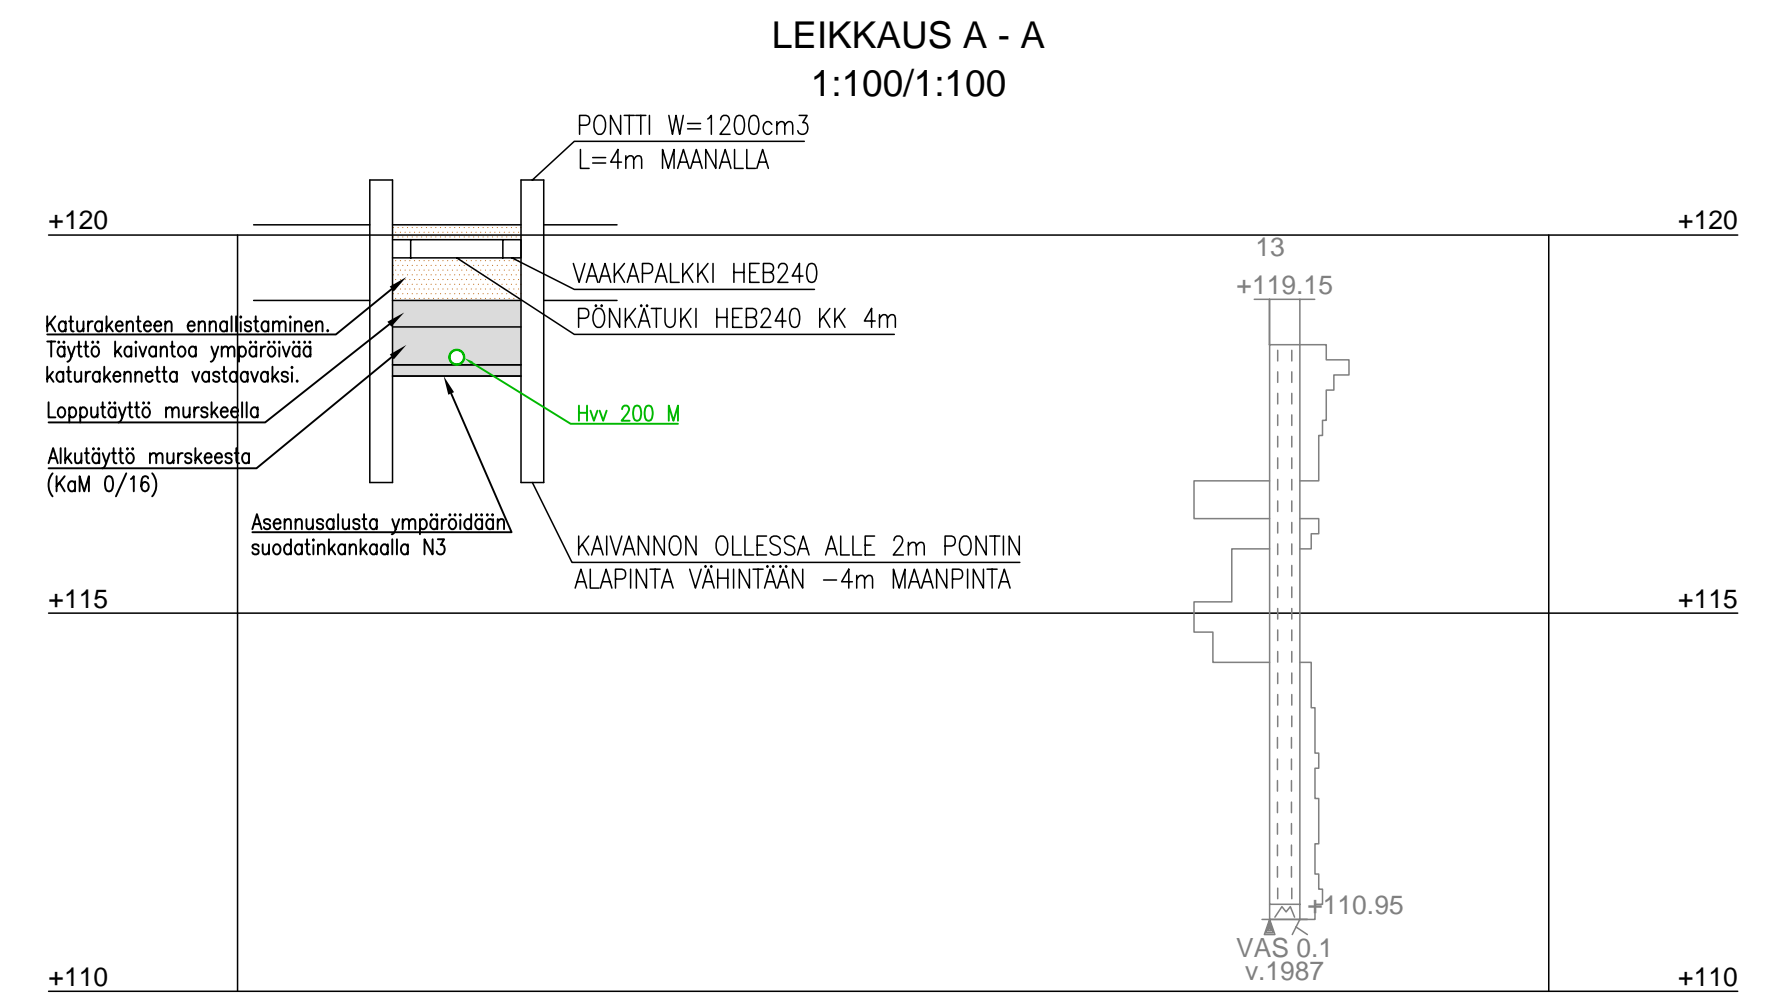 LEIKKAUS A - A
1:100/1:100
PONTTI W=1200cm3
L=4m MAANALLA
+120
+120
13
+119.15
VAAKAPALKKI HEB240
PÖNKÄTUKI HEB240 KK 4m
Katurakenteen ennallistaminen.
Täyttö kaivantoa ympäröivää
katurakennetta vastaavaksi.
Lopputäyttö murskeella
Hvv 200 M
Alkutäyttö murskeesta
(KaM 0/16)
Asennusalusta ympäröidään
suodatinkankaalla N3
KAIVANNON OLLESSA ALLE 2m PONTIN
ALAPINTA VÄHINTÄÄN -4m MAANPINTA
+115
+115
+110.95
VAS 0.1
v.1987
+110
+110